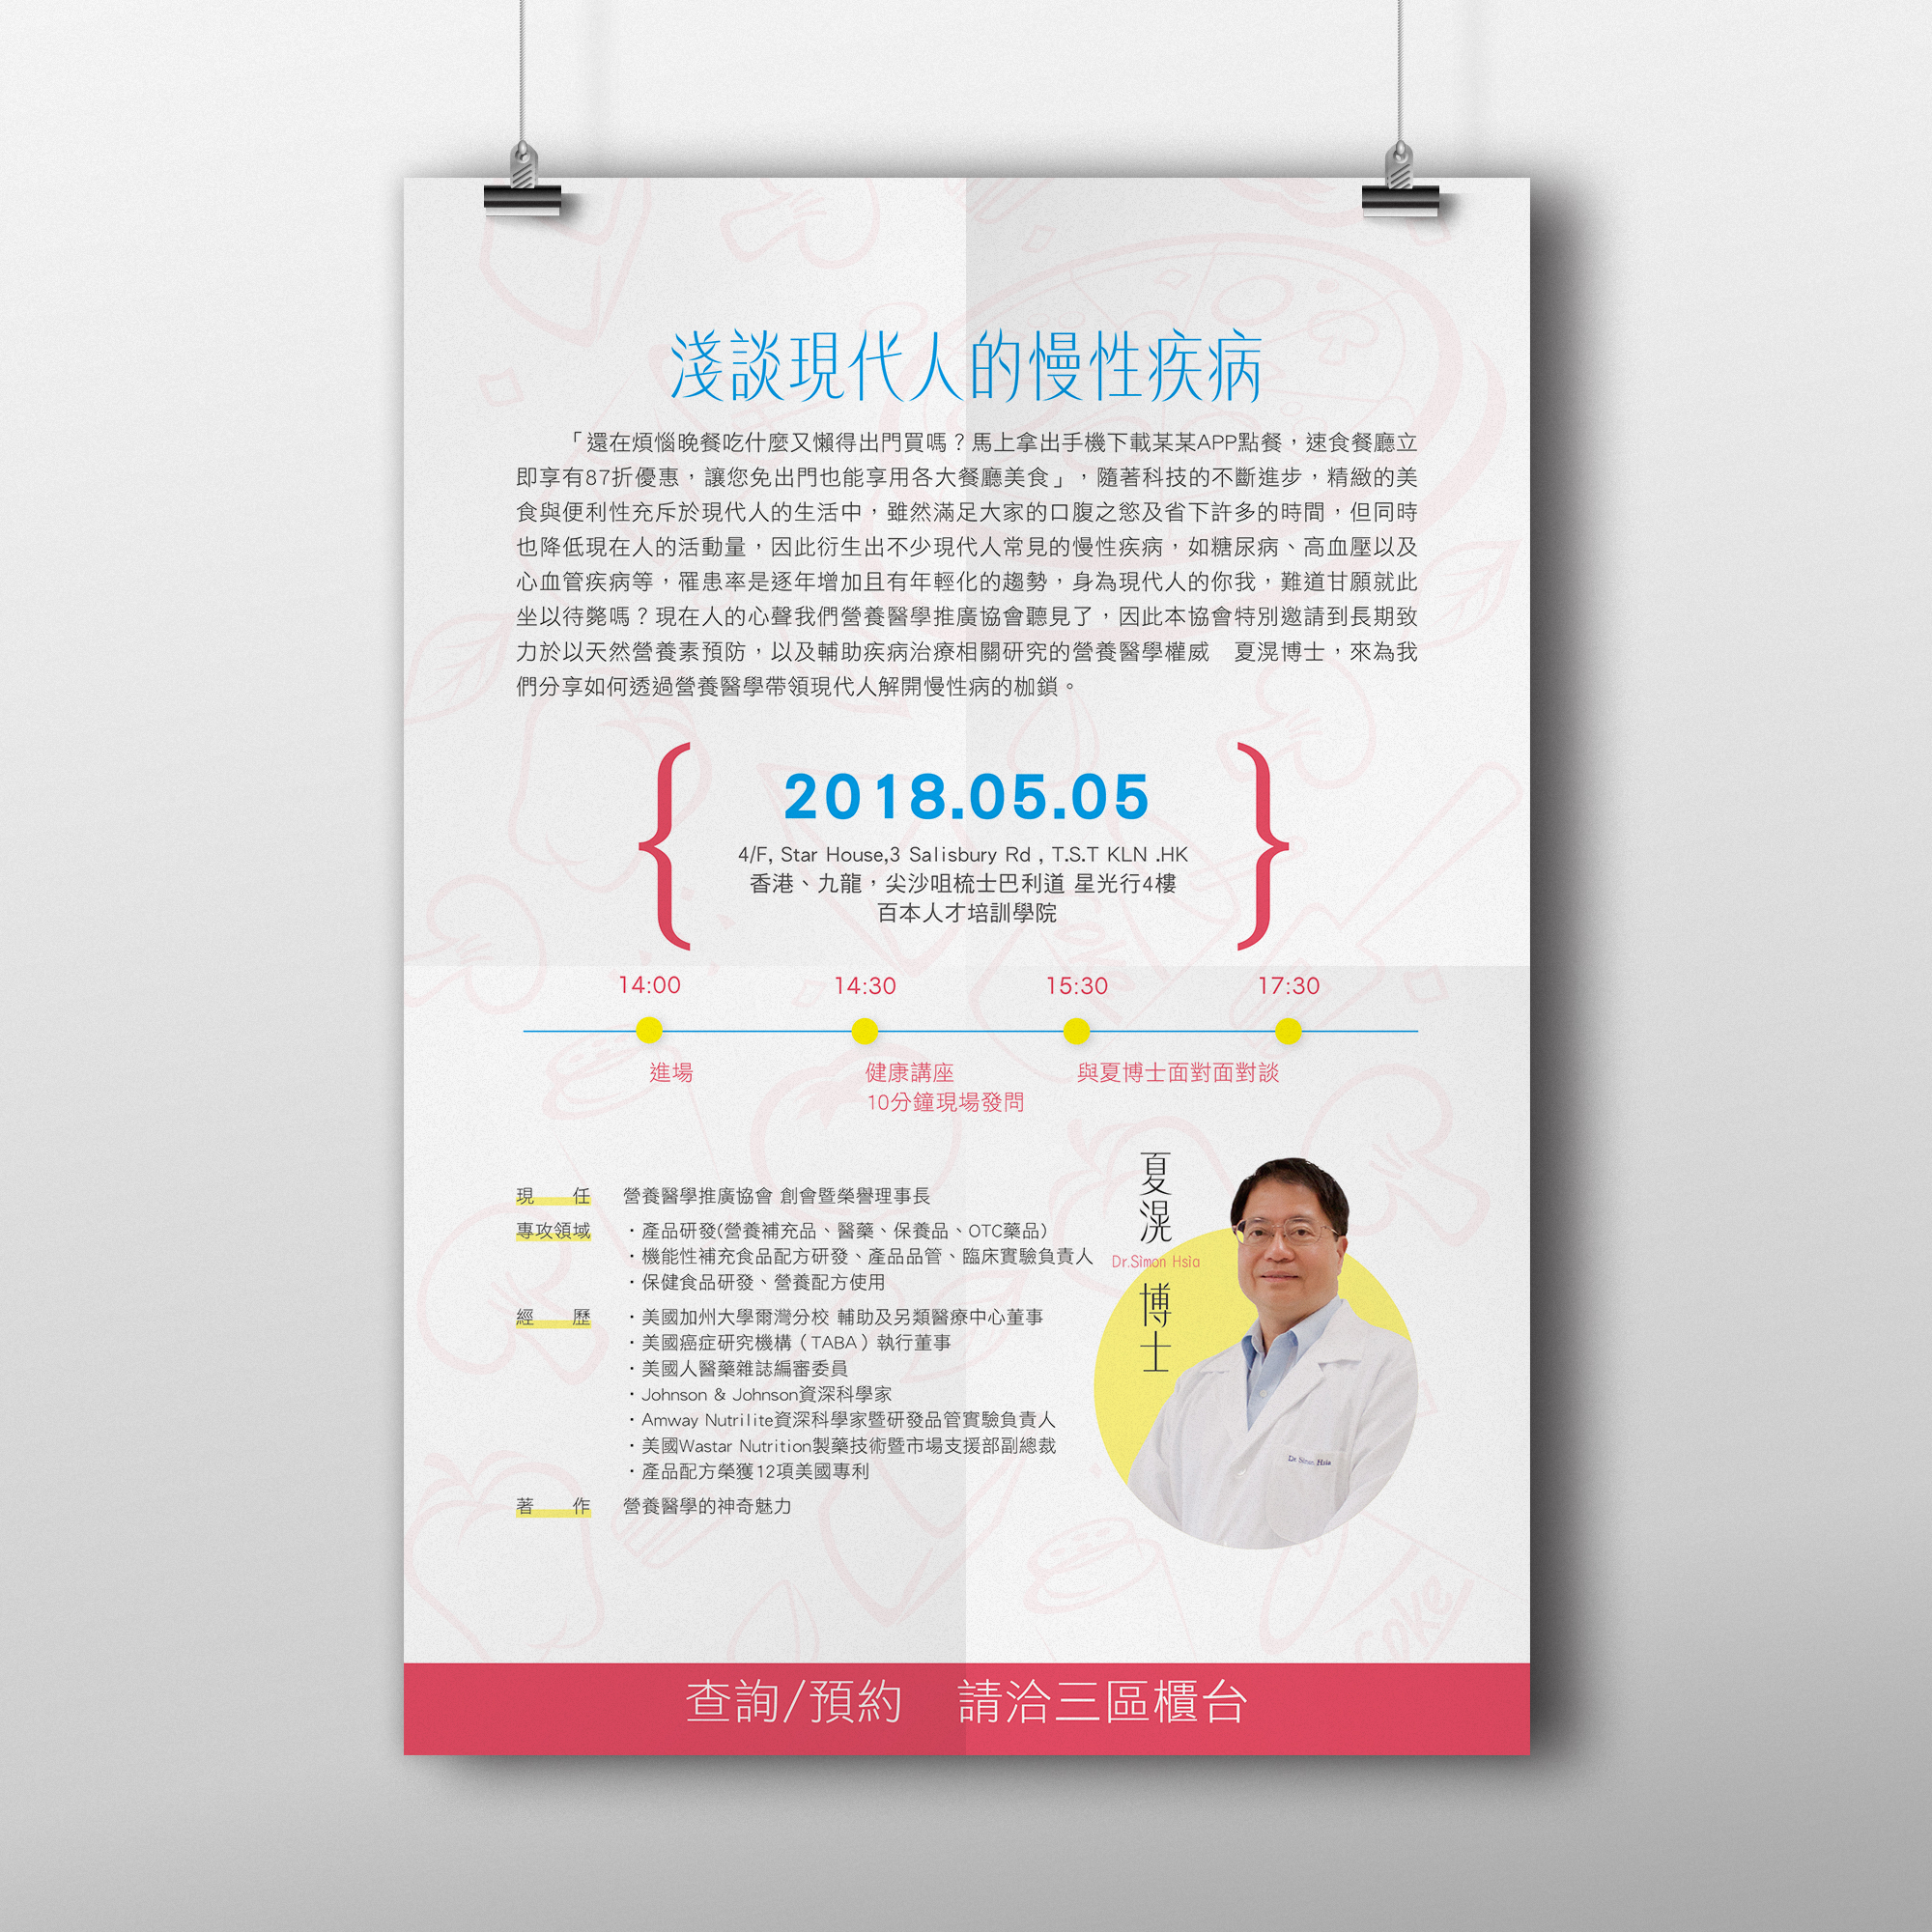 淺談現代人的慢性疾病
「還在煩惱晚餐吃什麼又懶得出門買嗎？馬上拿出手機下載某某APP點餐，速食餐廳立
即享有87折優惠，讓您免出門也能享用各大餐廳美食」，隨著科技的不斷進步，精緻的美
食與便利性充斥於現代人的生活中，雖然滿足大家的口腹之慾及省下許多的時間，但同時
也降低現在人的活動量，因此衍生出不少現代人常見的慢性疾病，如糖尿病、高血壓以及
心血管疾病等，罹患率是逐年增加且有年輕化的趨勢，身為現代人的你我，難道甘願就此
坐以待斃嗎？現在人的心聲我們營養醫學推廣協會聽見了，因此本協會特別邀請到長期致
力於以天然營養素預防，以及輔助疾病治療相關研究的營養醫學權威　夏滉博士，來為我
們分享如何透過營養醫學帶領現代人解開慢性病的枷鎖。
2018.05.05
4/F, Star House,3 Salisbury Rd , T.S.T KLN .HK
香港、九龍，尖沙咀梳士巴利道 星光行4樓
百本人才培訓學院
14:00 14:30 15:30 17:30
進場 健康講座 與夏博士面對面對談
10分鐘現場發問
夏滉
Dr.Simon Hsia
博士
現　任 營養醫學推廣協會 創會暨榮譽理事長
專攻領域 ・產品研發(營養補充品、醫藥、保養品、OTC藥品)
・機能性補充食品配方研發、產品品管、臨床實驗負責人
・保健食品研發、營養配方使用
經　歷 ・美國加州大學爾灣分校 輔助及另類醫療中心董事
・美國癌症研究機構（TABA）執行董事
・美國人醫藥雜誌編審委員
・Johnson & Johnson資深科學家
・Amway Nutrilite資深科學家暨研發品管實驗負責人
・美國Wastar Nutrition製藥技術暨市場支援部副總裁
・產品配方榮獲12項美國專利
著　作 營養醫學的神奇魅力
Dr. Simon Hsia
coke
查詢/預約　請洽三區櫃台